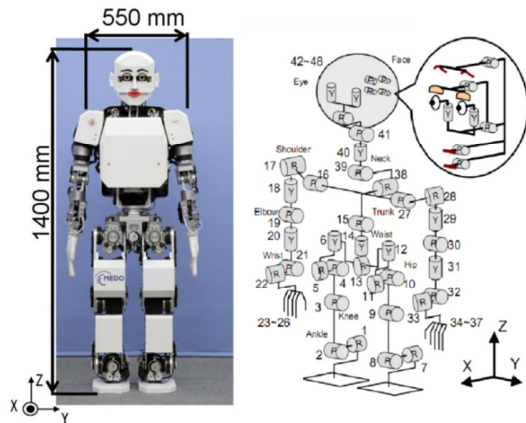 550 mm
1400 mm
NEDO
Z
X
Y
42~48
Face
Eye
Y
Y
R
P
41
Y
40
39
P
Neck
38
R
Shoulder
17
R
P
16
P
27
R
28
18
Y
15
R
Trunk
Y
29
Elbow
19
P
14
Y
Waist
P
30
20
Y
6
Y
12
Y
Y
31
Wrist
21
P
13
Hip
32
P
22
R
5
R
4
P
11
R
10
P
33
R
23~26
3
P
Knee
9
P
34~37
Ankle
1
R
2
P
8
P
7
R
Z
X
Y